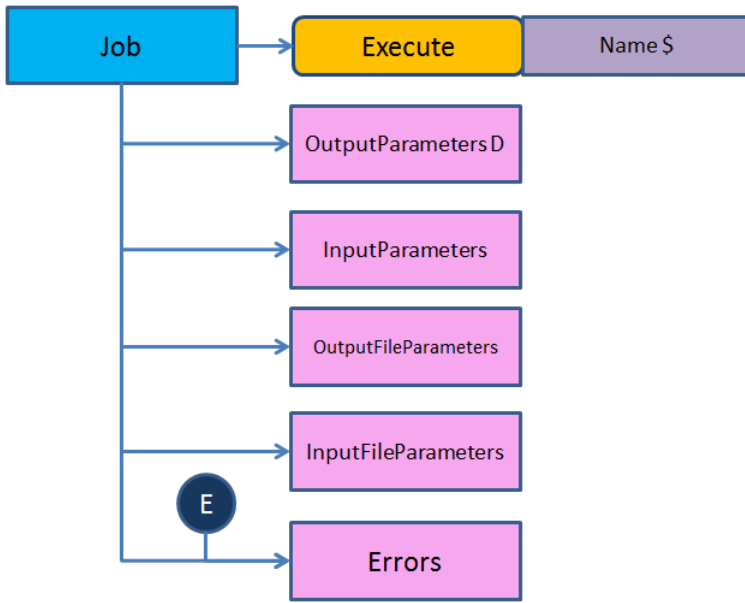 Job
Execute
Name $
OutputParameters D
InputParameters
OutputFileParameters
InputFileParameters
E
Errors